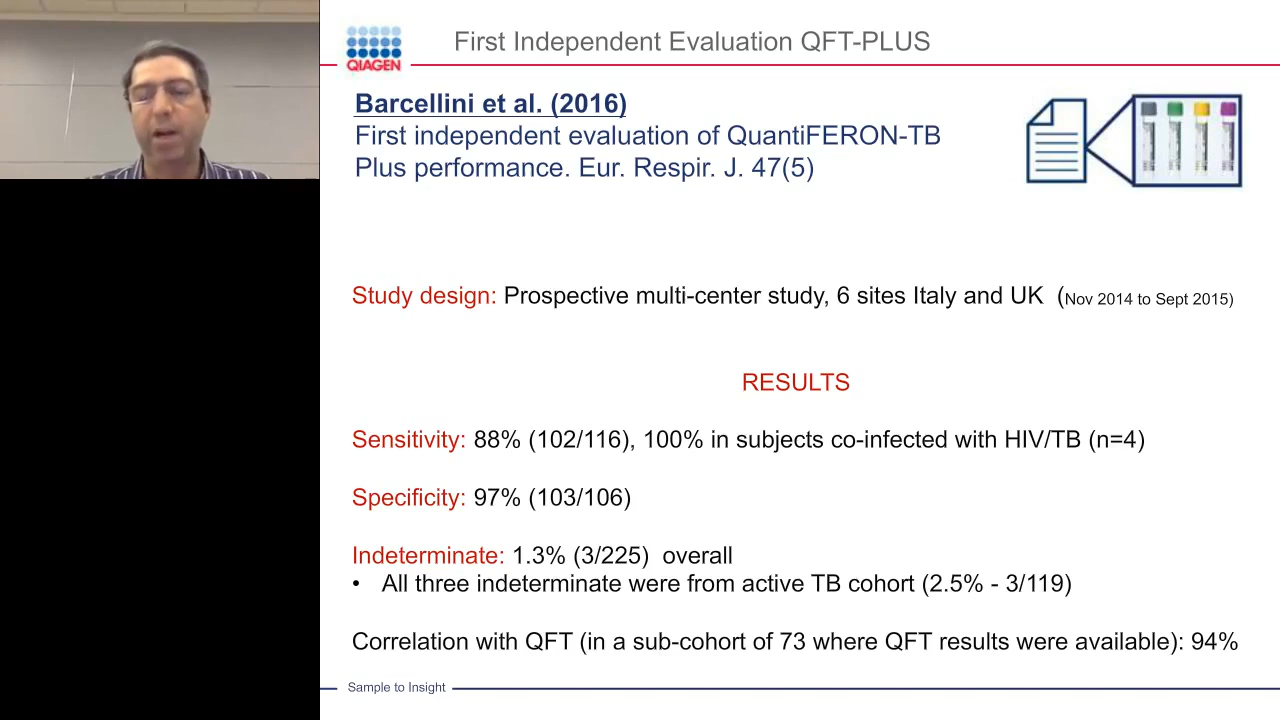 First Independent Evaluation QFT-PLUS
QIAGEN
Barcellini et al. (2016)
First independent evaluation of QuantiFERON-TB
Plus performance. Eur. Respir. J. 47(5)
Study design: Prospective multi-center study, 6 sites Italy and UK (Nov 2014 to Sept 2015)
RESULTS
Sensitivity: 88% (102/116), 100% in subjects co-infected with HIV/TB (n=4)
Specificity: 97% (103/106)
Indeterminate: 1.3% (3/225) overall
• All three indeterminate were from active TB cohort (2.5% - 3/119)
Correlation with QFT (in a sub-cohort of 73 where QFT results were available): 94%
Sample to Insight